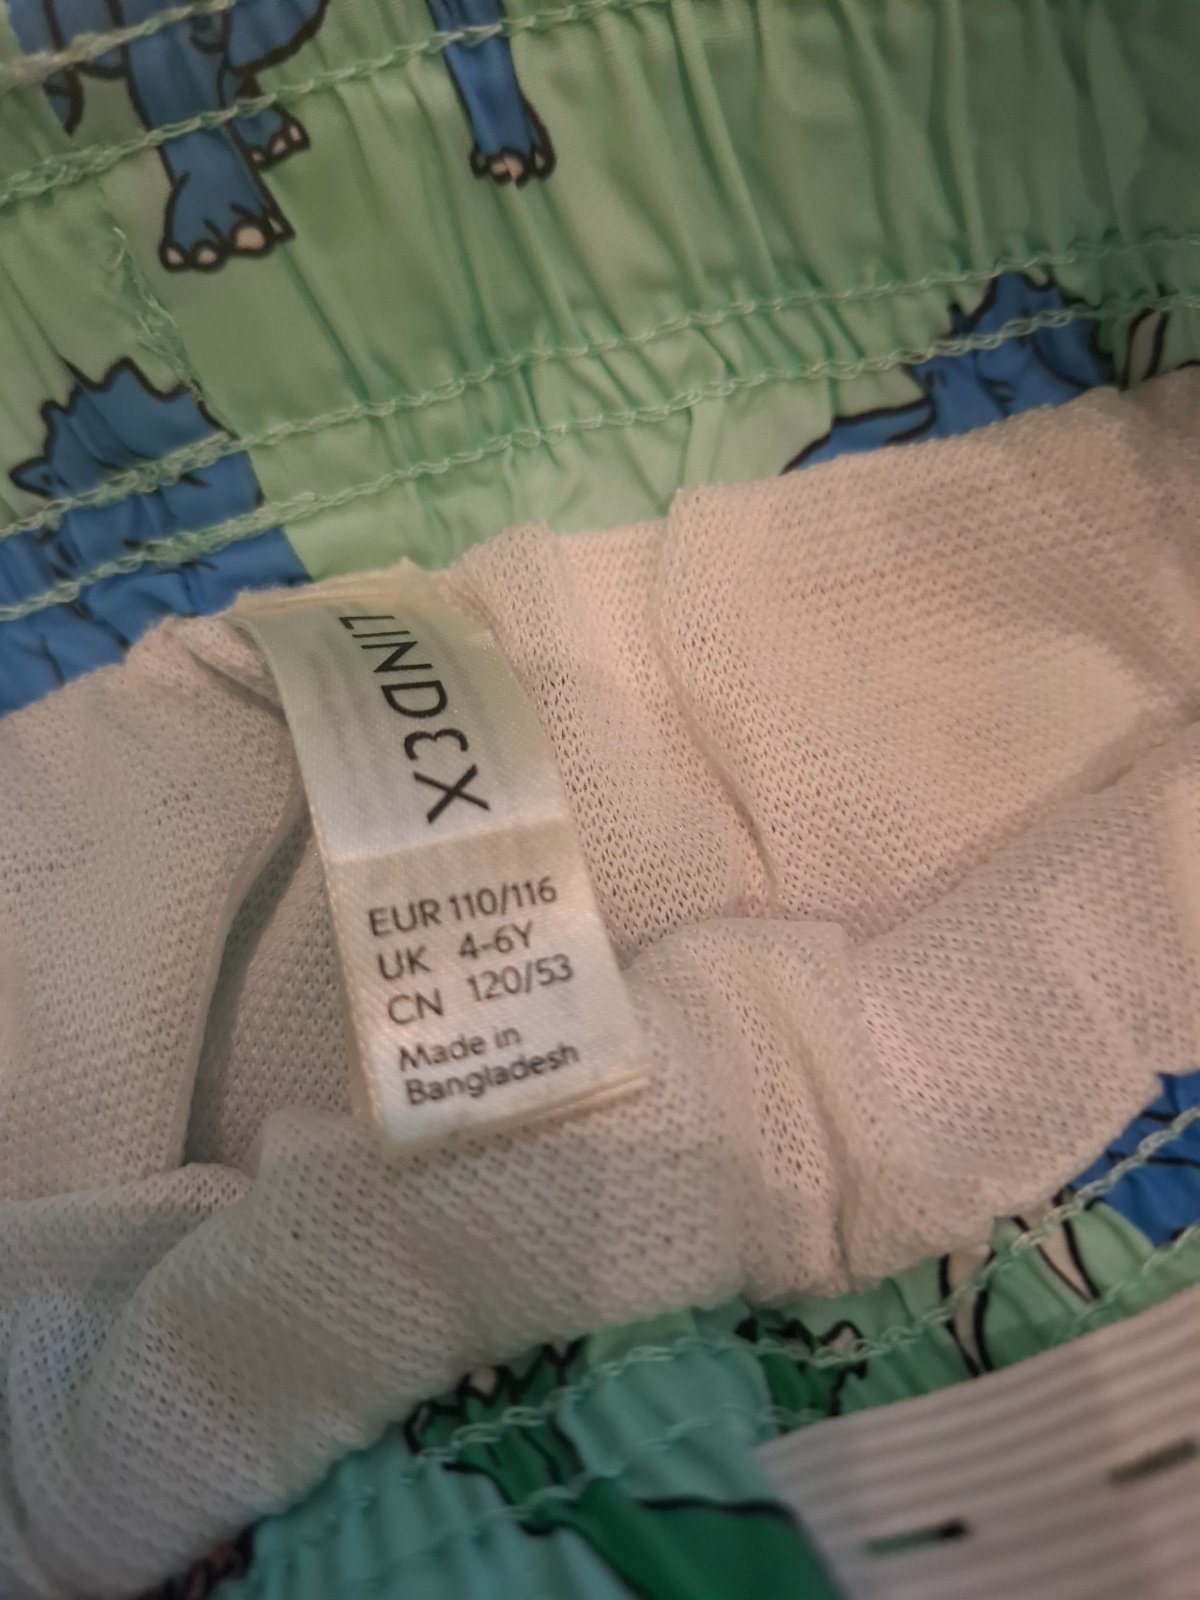 LINDEX
EUR 110/116
UK 4-6Y
CN 120/53
Made in
Bangladesh